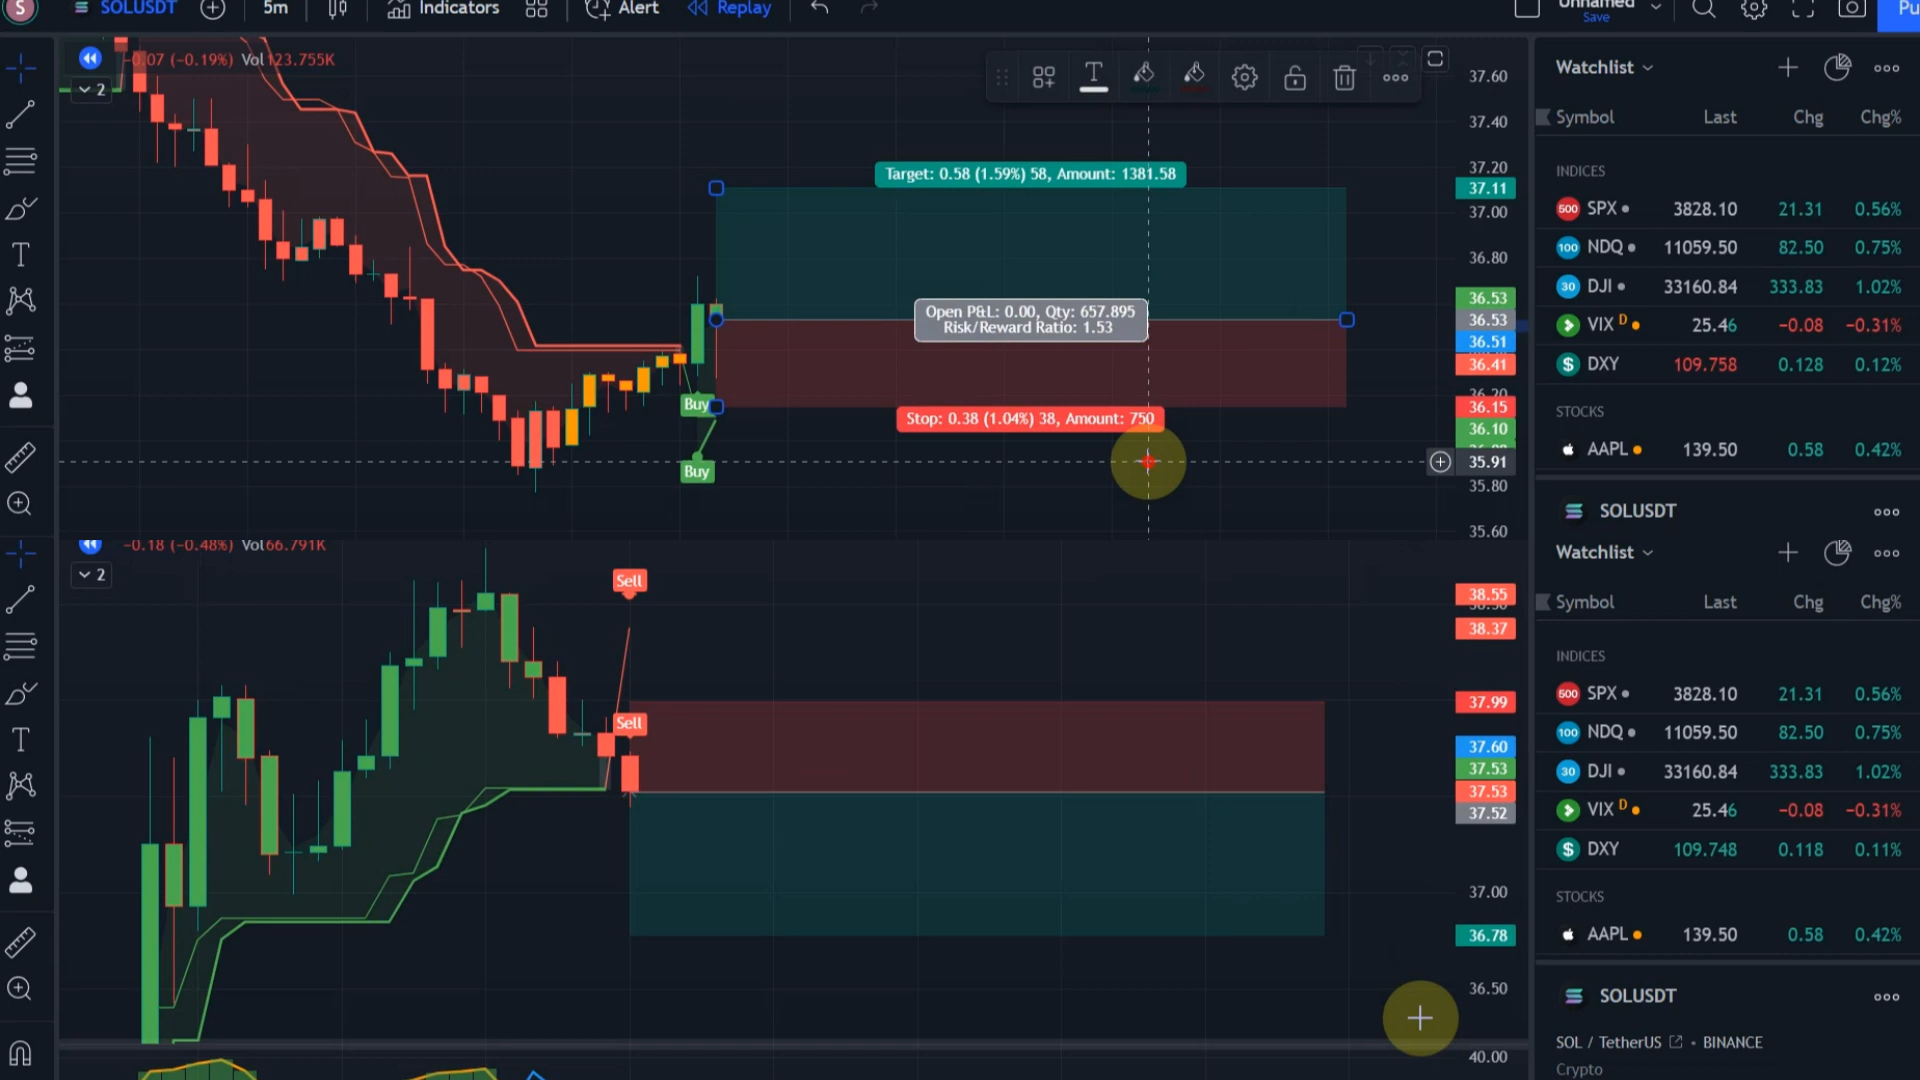 S
SOLUSDT
5m
Indicators
Alert
Replay
Unnamed
Save
Pu
-0.07 (-0.19%) Vol 123.755K
2
T
Target: 0.58 (1.59%) 58, Amount: 1381.58
Open P&L: 0.00, Qty: 657.895
Risk/Reward Ratio: 1.53
Stop: 0.38 (1.04%) 38, Amount: 750
Buy
Buy
37.60
37.40
37.20
37.11
37.00
36.80
36.53
36.53
36.51
36.41
36.20
36.15
36.10
35.91
35.80
35.60
Watchlist
Symbol Last Chg Chg%
INDICES
500 SPX 3828.10 21.31 0.56%
100 NDQ 11059.50 82.50 0.75%
30 DJI 33160.84 333.83 1.02%
VIX D 25.46 -0.08 -0.31%
$ DXY 109.758 0.128 0.12%
STOCKS
AAPL 139.50 0.58 0.42%
SOLUSDT
-0.18 (-0.48%) Vol 66.791K
2
T
Sell
Sell
38.55
38.37
37.99
37.60
37.53
37.53
37.52
37.00
36.78
36.50
40.00
Watchlist
Symbol Last Chg Chg%
INDICES
500 SPX 3828.10 21.31 0.56%
100 NDQ 11059.50 82.50 0.75%
30 DJI 33160.84 333.83 1.02%
VIX D 25.46 -0.08 -0.31%
$ DXY 109.748 0.118 0.11%
STOCKS
AAPL 139.50 0.58 0.42%
SOLUSDT
SOL / TetherUS • BINANCE
Crypto